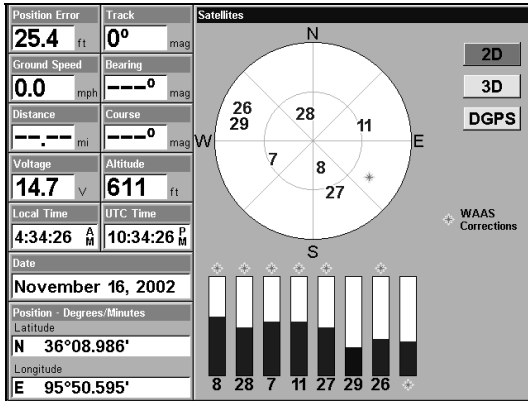 Position Error
25.4 ft
Track
0° mag
Ground Speed
0.0 mph
Bearing
---° mag
Distance
--.-- mi
Course
---° mag
Voltage
14.7 V
Altitude
611 ft
Local Time
4:34:26 AM
UTC Time
10:34:26 PM
Date
November 16, 2002
Position - Degrees/Minutes
Latitude
N 36°08.986'
Longitude
E 95°50.595'
Satellites
N
26
28
29
11
W
E
7
8
27
S
2D
3D
DGPS
WAAS
Corrections
8 28 7 11 27 29 26